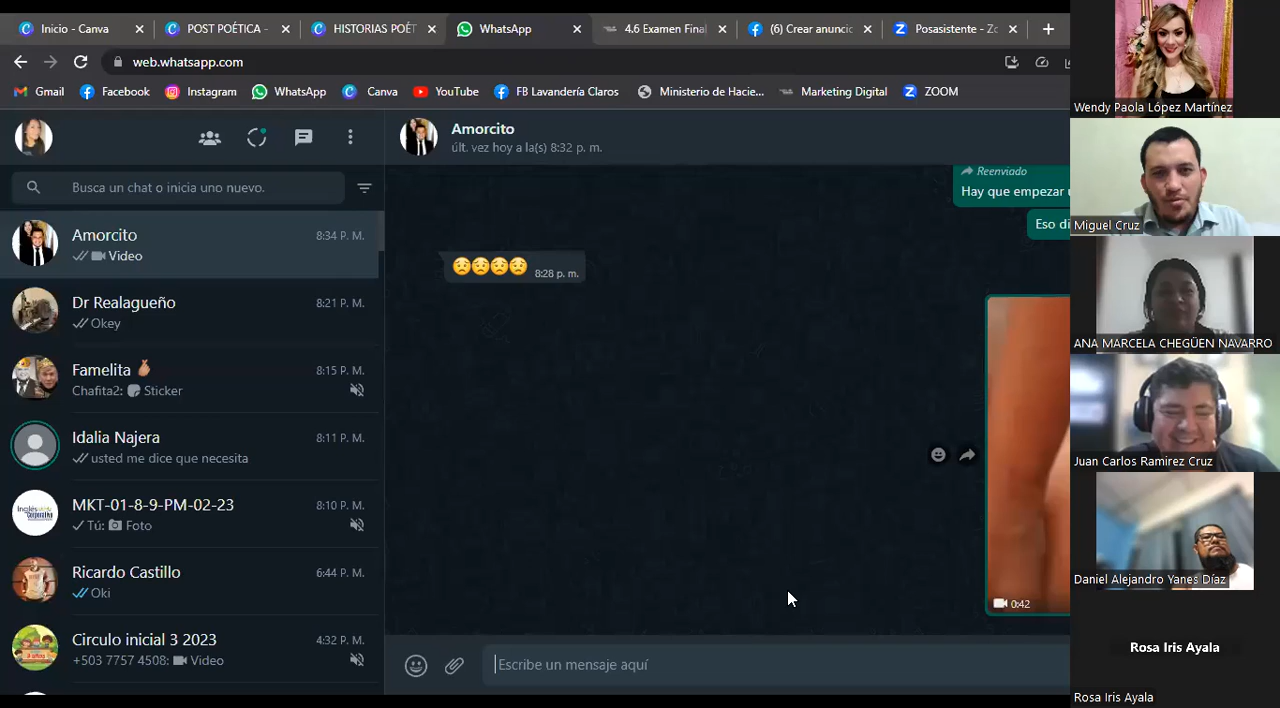 Inicio - Canva
POST POÉTICA -
HISTORIAS POÉT
WhatsApp
4.6 Examen Final
(6) Crear anuncio
Posasistente - Zo
web.whatsapp.com
Gmail
Facebook
Instagram
WhatsApp
Canva
YouTube
FB Lavandería Claros
Ministerio de Hacie...
Marketing Digital
ZOOM
Amorcito
últ. vez hoy a la(s) 8:32 p. m.
Busca un chat o inicia uno nuevo.
Amorcito
8:34 P. M.
Video
Dr Realagueño
8:21 P. M.
Okey
Famelita
8:15 P. M.
Chafita2: Sticker
Idalia Najera
8:11 P. M.
usted me dice que necesita
MKT-01-8-9-PM-02-23
8:10 P. M.
Tú: Foto
Ricardo Castillo
6:44 P. M.
Oki
Circulo inicial 3 2023
4:32 P. M.
+503 7757 4508: Video
Reenviado
Hay que empezar
Eso di
8:28 p. m.
0:42
Escribe un mensaje aquí
Wendy Paola López Martínez
Miguel Cruz
ANA MARCELA CHEGÜEN NAVARRO
Juan Carlos Ramirez Cruz
Daniel Alejandro Yanes Díaz
Rosa Iris Ayala
Rosa Iris Ayala